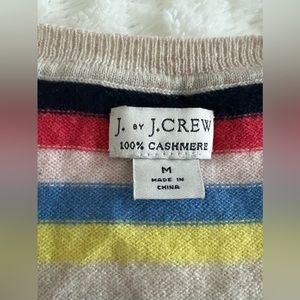 J. BY J.CREW
100% CASHMERE
M
MADE IN
CHINA